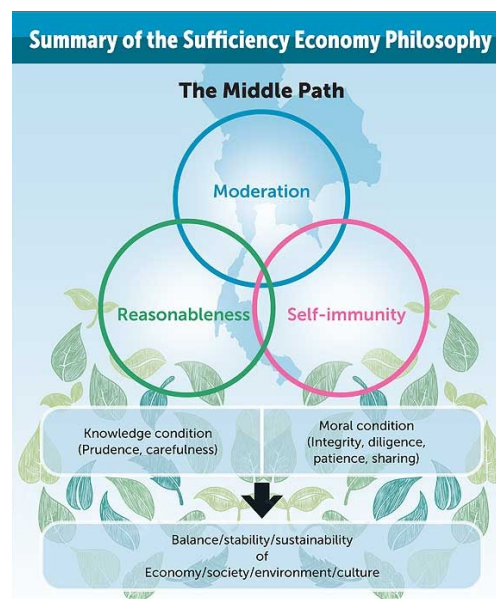 Summary of the Sufficiency Economy Philosophy
The Middle Path
Moderation
Reasonableness
Self-immunity
Knowledge condition
(Prudence, carefulness)
Moral condition
(Integrity, diligence,
patience, sharing)
Balance/stability/sustainability
of
Economy/society/environment/culture